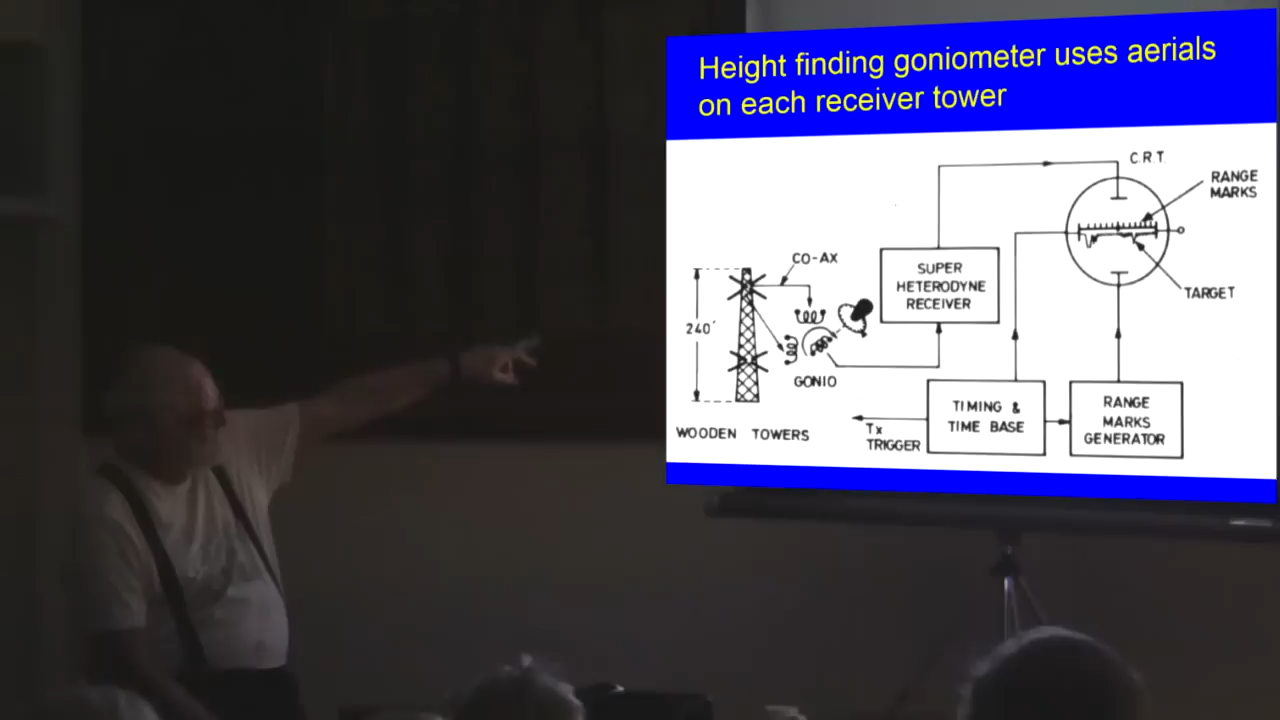 Height finding goniometer uses aerials
on each receiver tower
C.R.T.
RANGE
MARKS
CO-AX
SUPER
HETERODYNE
RECEIVER
TARGET
240'
GONIO
TIMING &
TIME BASE
RANGE
MARKS
GENERATOR
WOODEN TOWERS
Tx
TRIGGER